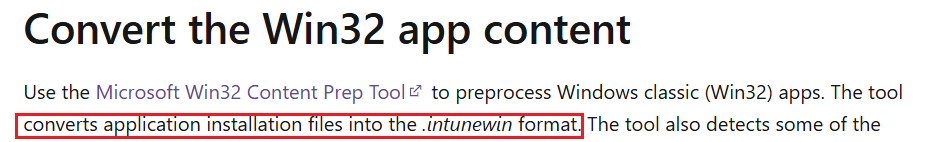 Convert the Win32 app content
Use the Microsoft Win32 Content Prep Tool to preprocess Windows classic (Win32) apps. The tool
converts application installation files into the .intunewin format. The tool also detects some of the